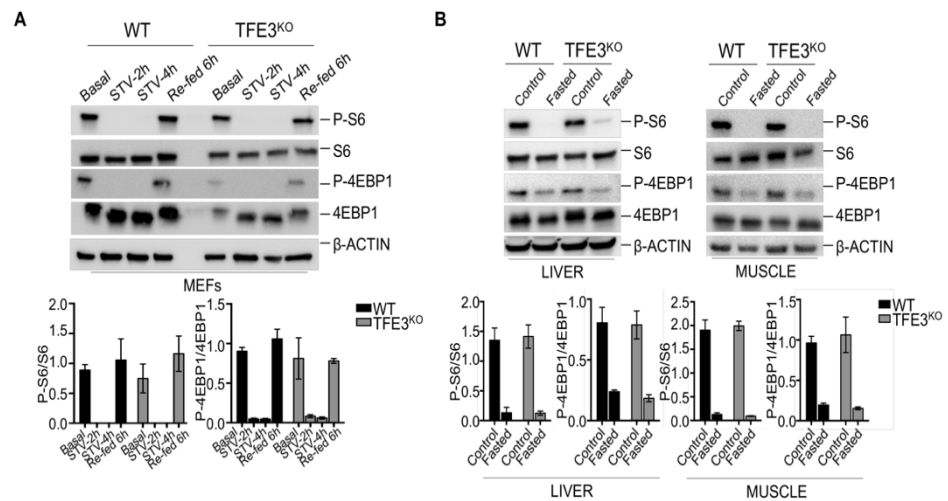 A
WT TFE3KO
Basal STV-2h STV-4h Re-fed 6h Basal STV-2h STV-4h Re-fed 6h
P-S6
S6
P-4EBP1
4EBP1
β-ACTIN
MEFs
P-S6/S6
2.0
1.5
1.0
0.5
0.0
Basal STV-2h STV-4h Re-fed 6h Basal STV-2h STV-4h Re-fed 6h
P-4EBP1/4EBP1
1.5
1.0
0.5
0.0
Basal STV-2h STV-4h Re-fed 6h Basal STV-2h STV-4h Re-fed 6h
WT
TFE3KO
B
WT TFE3KO
Control Fasted Control Fasted
P-S6
S6
P-4EBP1
4EBP1
β-ACTIN
LIVER
WT TFE3KO
Control Fasted Control Fasted
P-S6
S6
P-4EBP1
4EBP1
β-ACTIN
MUSCLE
P-S6/S6
2.0
1.5
1.0
0.5
0.0
Control Fasted Control Fasted
P-4EBP1/4EBP1
1.0
0.5
0.0
Control Fasted Control Fasted
LIVER
P-S6/S6
2.5
2.0
1.5
1.0
0.5
0.0
Control Fasted Control Fasted
P-4EBP1/4EBP1
1.5
1.0
0.5
0.0
Control Fasted Control Fasted
MUSCLE
WT
TFE3KO